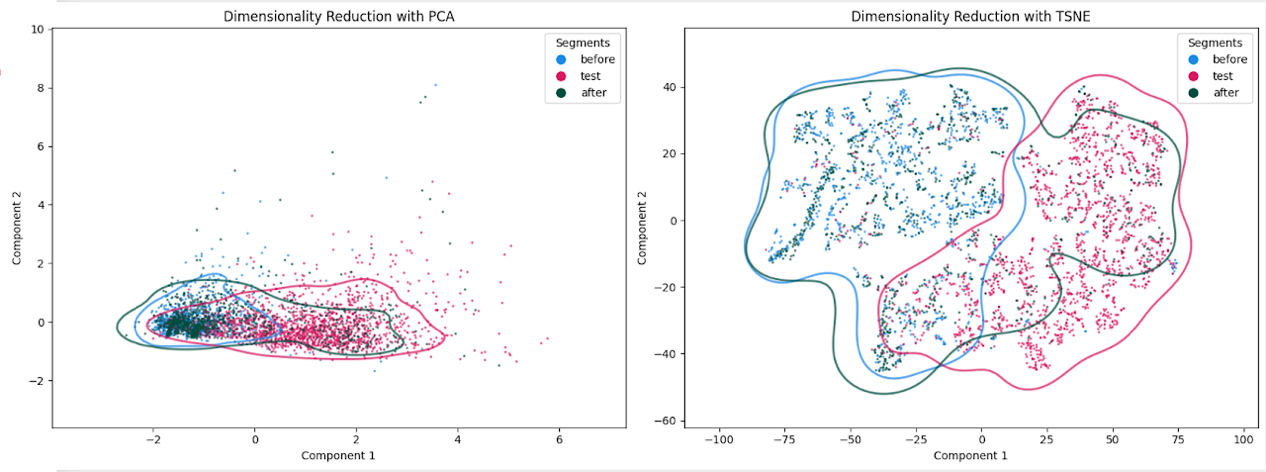 Dimensionality Reduction with PCA
10
8
6
4
2
0
−2
−2
0
2
4
6
Component 1
Component 2
Segments
before
test
after
Dimensionality Reduction with TSNE
40
20
0
−20
−40
−60
−100
−75
−50
−25
0
25
50
75
100
Component 1
Component 2
Segments
before
test
after